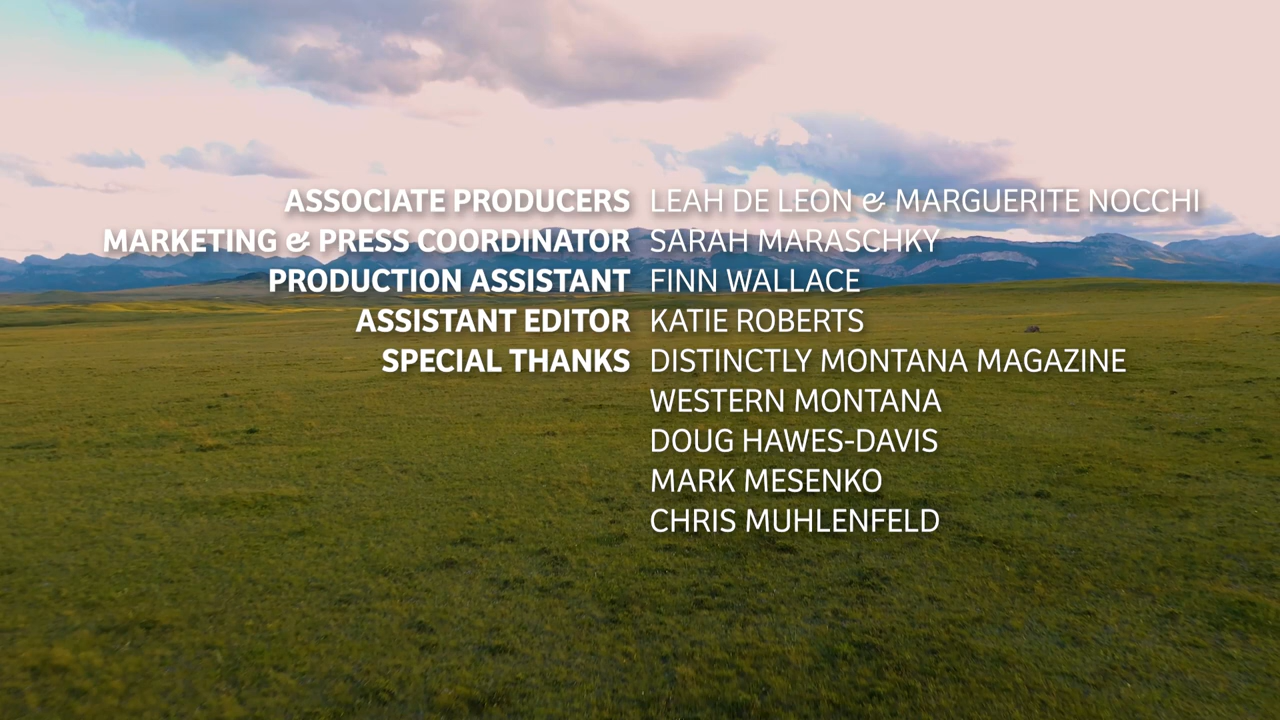 ASSOCIATE PRODUCERS LEAH DE LEON & MARGUERITE NOCCHI
MARKETING & PRESS COORDINATOR SARAH MARASCHKY
PRODUCTION ASSISTANT FINN WALLACE
ASSISTANT EDITOR KATIE ROBERTS
SPECIAL THANKS DISTINCTLY MONTANA MAGAZINE
WESTERN MONTANA
DOUG HAWES-DAVIS
MARK MESENKO
CHRIS MUHLENFELD